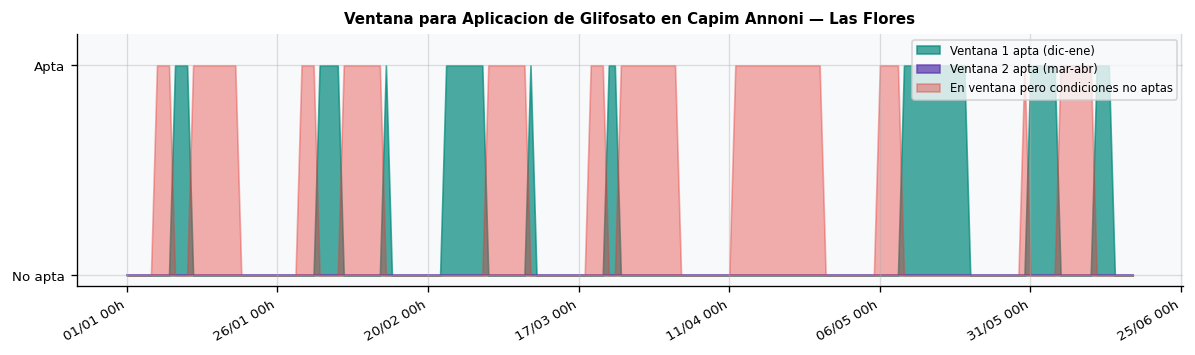 Ventana para Aplicacion de Glifosato en Capim Annoni — Las Flores
Ventana 1 apta (dic-ene)
Ventana 2 apta (mar-abr)
En ventana pero condiciones no aptas
Apta
No apta
01/01 00h
26/01 00h
20/02 00h
17/03 00h
11/04 00h
06/05 00h
31/05 00h
25/06 00h